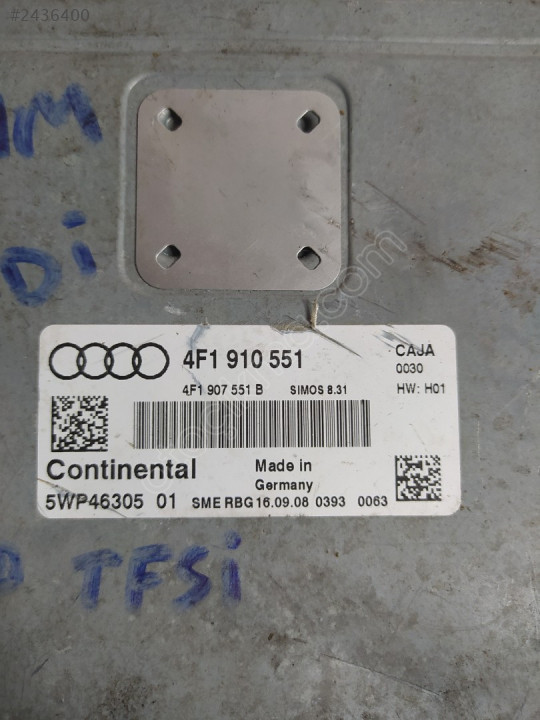 #2436400
Di
4F1 910 551
CAJA
0030
4F1 907 551 B SIMOS 8.31
HW: H01
Continental
Made in
Germany
5WP46305 01 SME RBG 16.09.08 0393 0063
TFSi